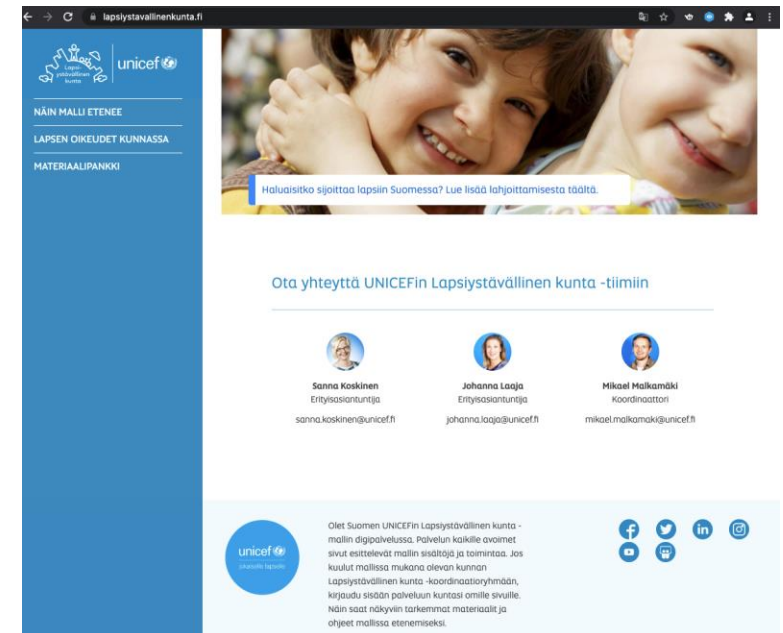 lapsiystavallinenkunta.fi
Lapsi-
ystävällinen
kunta
unicef
NÄIN MALLI ETENEE
LAPSEN OIKEUDET KUNNASSA
MATERIAALIPANKKI
Haluaisitko sijoittaa lapsiin Suomessa? Lue lisää lahjoittamisesta täältä.
Ota yhteyttä UNICEFin Lapsiystävällinen kunta -tiimiin
Sanna Koskinen
Erityisasiantuntija
sanna.koskinen@unicef.fi
Johanna Laaja
Erityisasiantuntija
johanna.laaja@unicef.fi
Mikael Malkamäki
Koordinaattori
mikael.malkamaki@unicef.fi
unicef
jokaiselle lapselle
Olet Suomen UNICEFin Lapsiystävällinen kunta -
mallin digipalvelussa. Palvelun kaikille avoimet
sivut esittelevät mallin sisältöjä ja toimintaa. Jos
kuulut mallissa mukana olevan kunnan
Lapsiystävällinen kunta -koordinaatioryhmään,
kirjaudu sisään palveluun kuntasi omille sivuille.
Näin saat näkyviin tarkemmat materiaalit ja
ohjeet mallissa etenemiseksi.